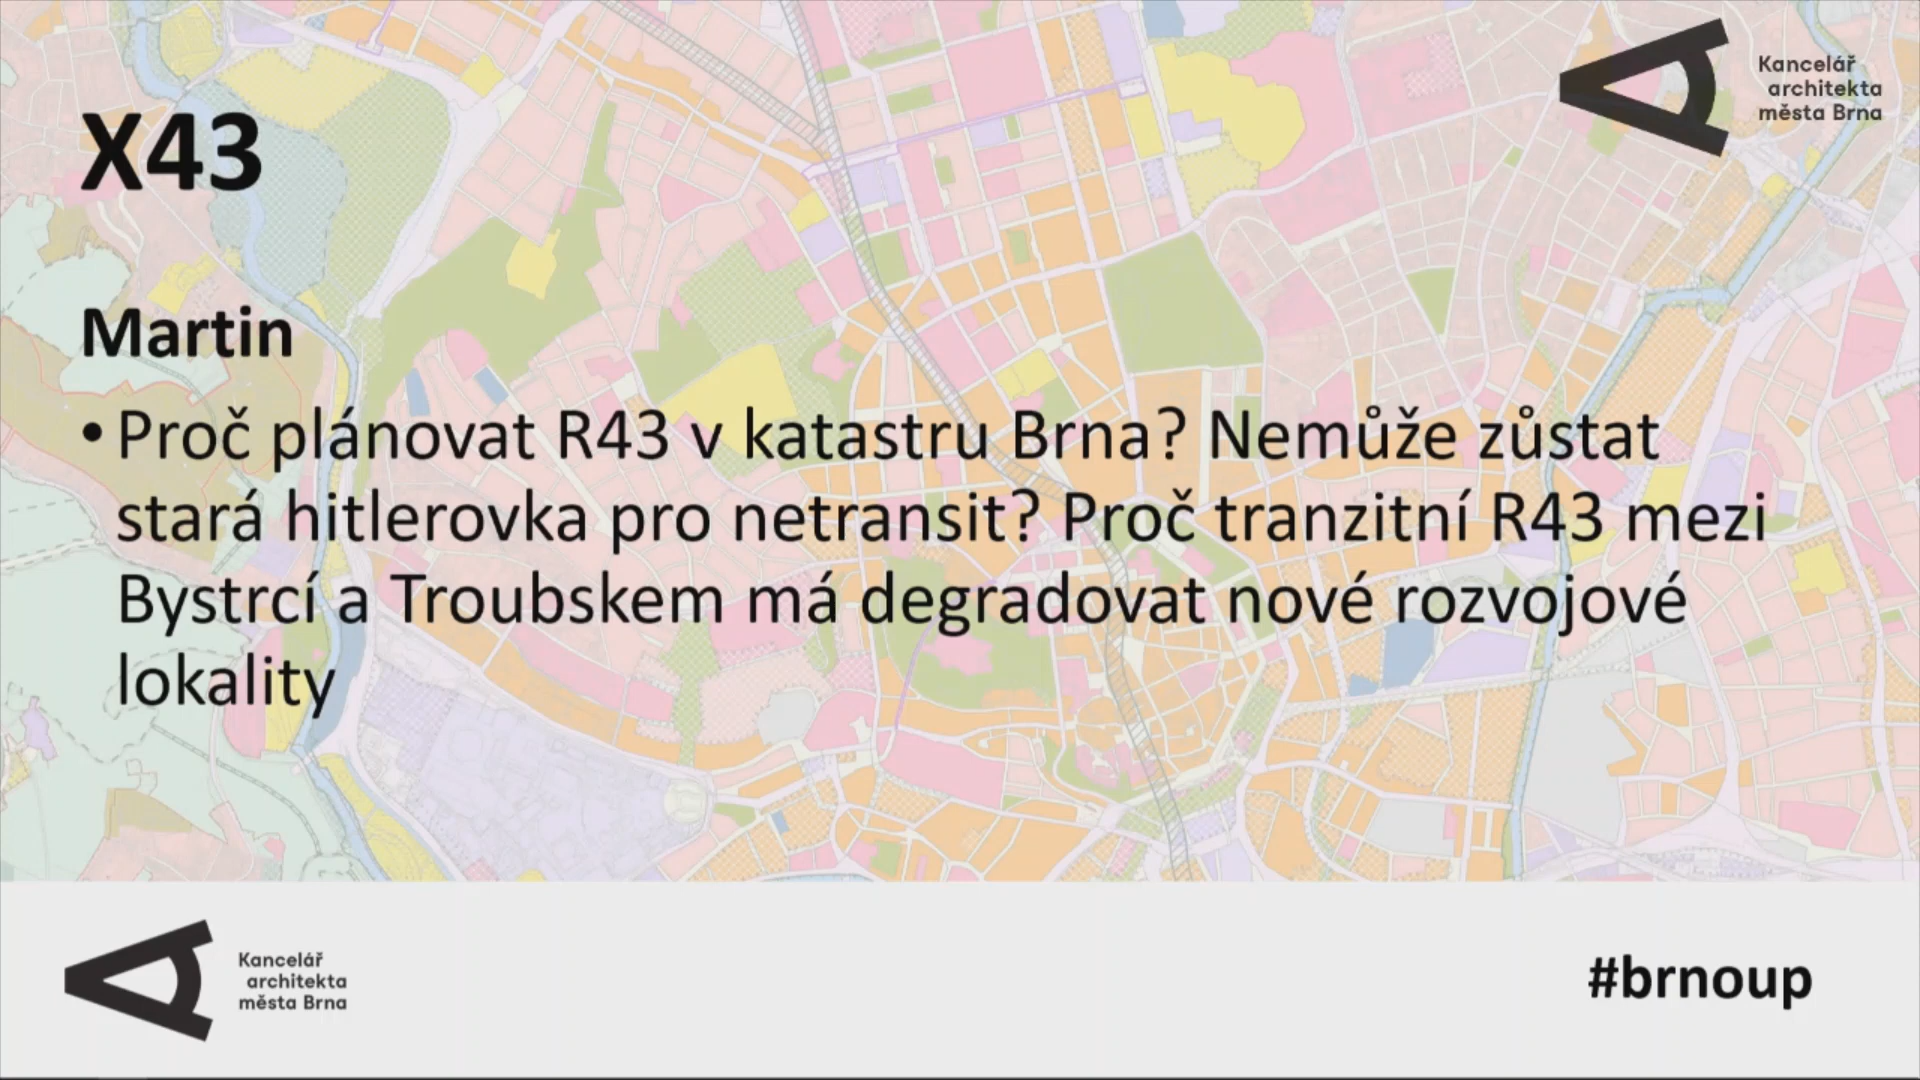 Kancelář
architekta
města Brna
X43
Martin
• Proč plánovat R43 v katastru Brna? Nemůže zůstat
stará hitlerovka pro netransit? Proč tranzitní R43 mezi
Bystrcí a Troubskem má degradovat nové rozvojové
lokality
Kancelář
architekta
města Brna
#brnoup